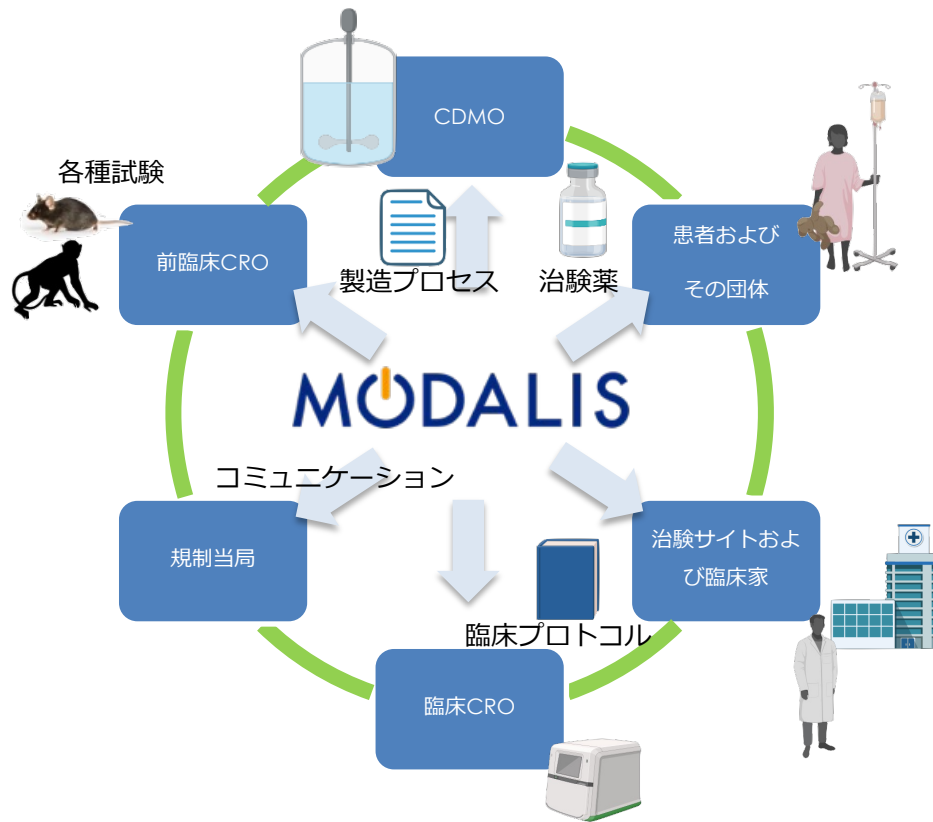 CDMO
各種試験
前臨床CRO
製造プロセス
治験薬
患者および
その団体
MODALIS
コミュニケーション
規制当局
治験サイトおよ
び臨床家
臨床プロトコル
臨床CRO